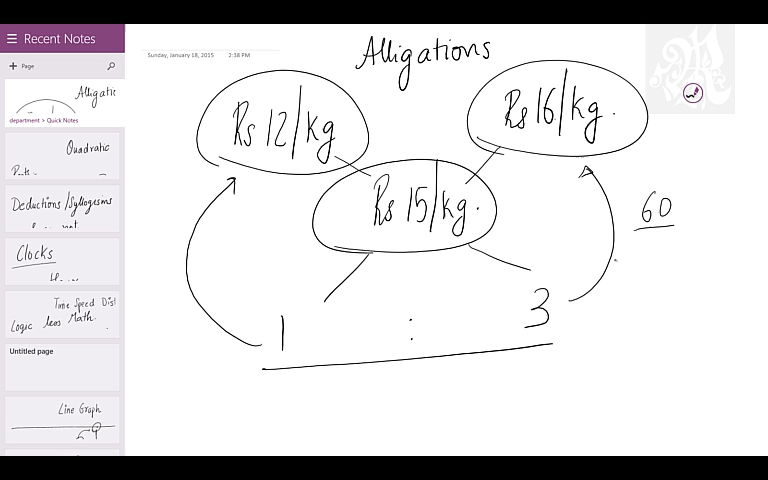 Recent Notes
+ Page
Alligatic
department > Quick Notes
Quadratic
Deductions/Syllogisms
Clocks
Time Speed Dist
Logic less Math.
Untitled page
Line Graph
Sunday, January 18, 2015 2:38 PM
Alligations
Rs 12/kg
Rs 16/kg.
Rs 15/kg.
60
1 : 3